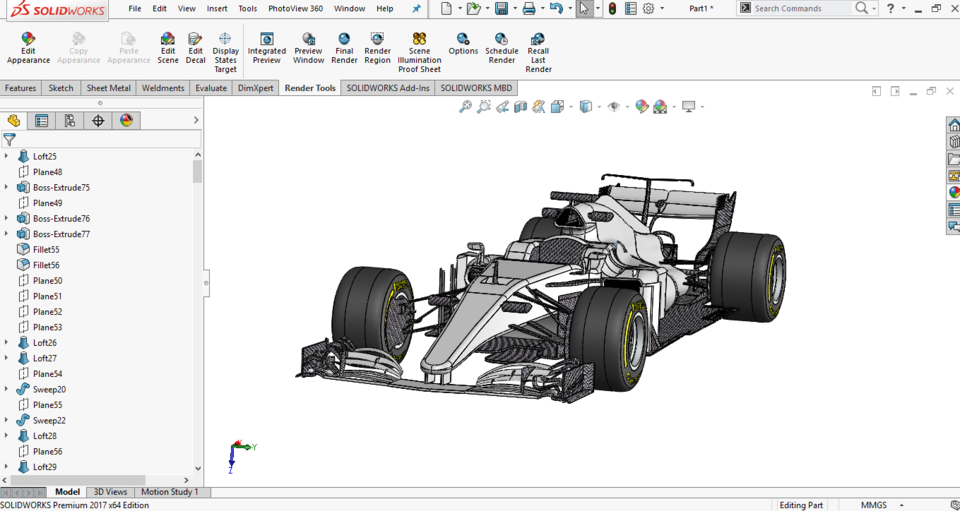 SOLIDWORKS File Edit View Insert Tools PhotoView 360 Window Help Part1 * Search Commands ?
Edit Appearance Copy Appearance Paste Appearance Edit Scene Edit Decal Display States Target Integrated Preview Preview Window Final Render Render Region Scene Illumination Proof Sheet Options Schedule Render Recall Last Render
Features Sketch Sheet Metal Weldments Evaluate DimXpert Render Tools SOLIDWORKS Add-Ins SOLIDWORKS MBD
Loft25
Plane48
Boss-Extrude75
Plane49
Boss-Extrude76
Boss-Extrude77
Fillet55
Fillet56
Plane50
Plane51
Plane52
Plane53
Loft26
Loft27
Plane54
Sweep20
Plane55
Sweep22
Loft28
Plane56
Loft29
Y
Z
Model 3D Views Motion Study 1
SOLIDWORKS Premium 2017 x64 Edition Editing Part MMGS